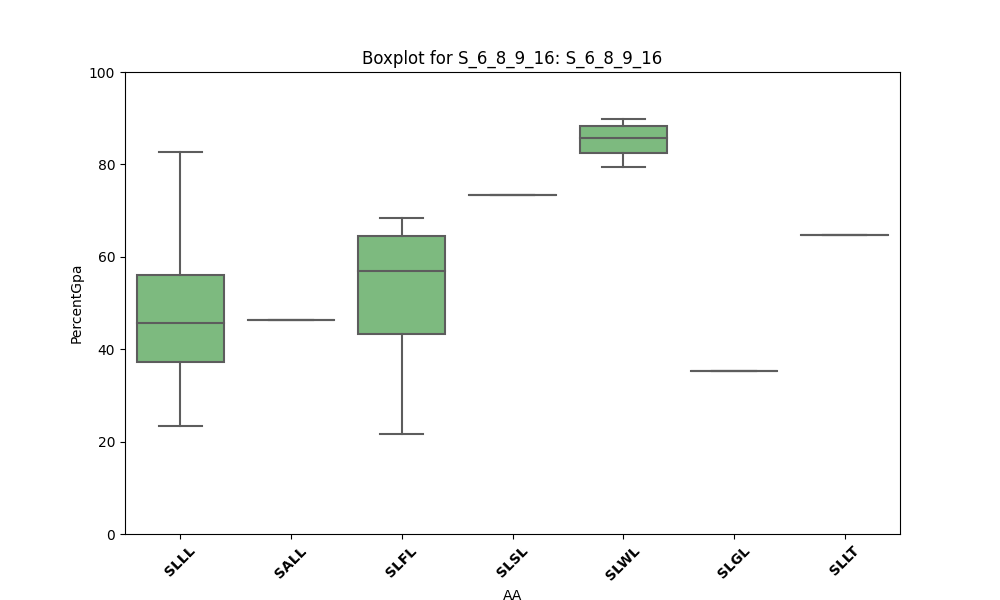 Boxplot for S_6_8_9_16: S_6_8_9_16
100
80
60
40
20
0
PercentGpa
SLLL
SALL
SLFL
SLSL
SLWL
SLGL
SLLT
AA